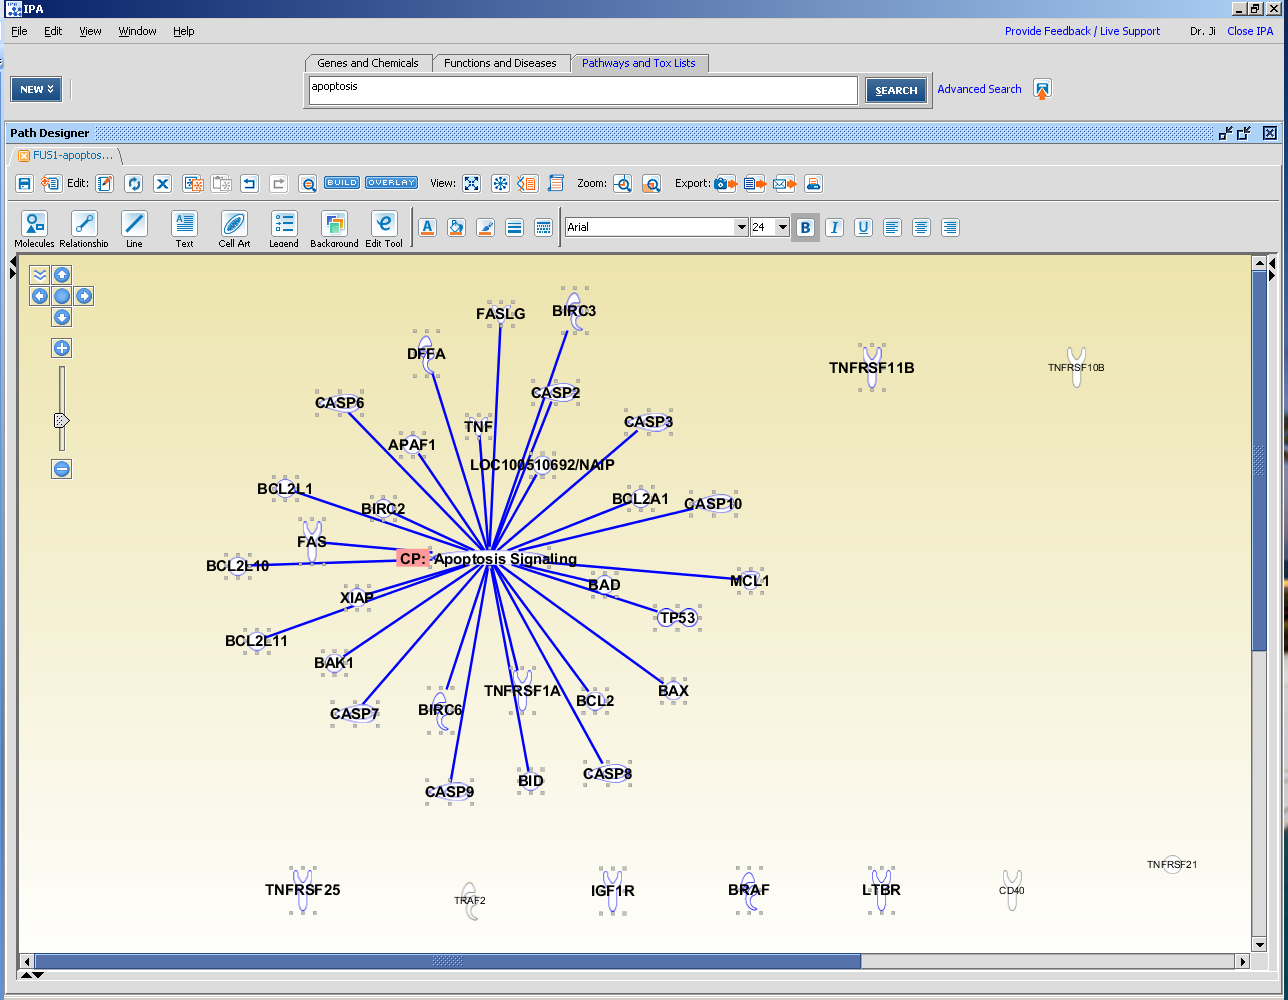 IPA
File Edit View Window Help
Provide Feedback / Live Support Dr. Ji Close IPA
Genes and Chemicals Functions and Diseases Pathways and Tox Lists
NEW
apoptosis
SEARCH
Advanced Search
Path Designer
FUS1-apoptos...
Edit: BUILD OVERLAY View: Zoom: Export:
Molecules Relationship Line Text Cell Art Legend Background Edit Tool
Arial 24 B I U
FASLG
BIRC3
DFFA
TNFRSF11B
TNFRSF10B
CASP6
CASP2
TNF
CASP3
APAF1
LOC100510692/NAIP
BCL2L1
BIRC2
BCL2A1
CASP10
FAS
CP: Apoptosis Signaling
BCL2L10
BAD
MCL1
XIAP
TP53
BCL2L11
BAK1
TNFRSF1A
BCL2
BAX
CASP7
BIRC6
CASP9
BID
CASP8
TNFRSF21
TNFRSF25
TRAF2
IGF1R
BRAF
LTBR
CD40